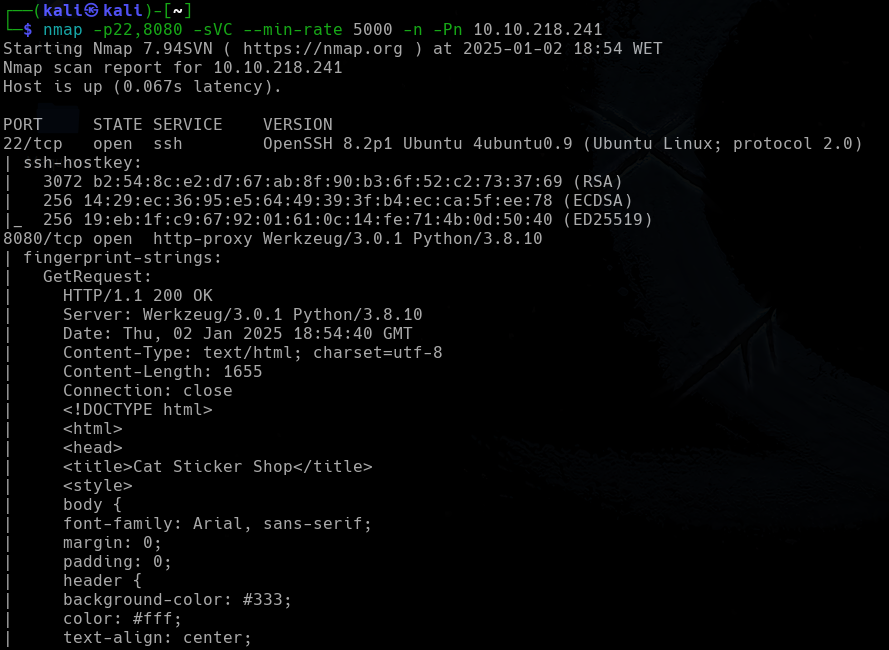 ┌──(kali㉿kali)-[~]
└─$ nmap -p22,8080 -sVC --min-rate 5000 -n -Pn 10.10.218.241
Starting Nmap 7.94SVN ( https://nmap.org ) at 2025-01-02 18:54 WET
Nmap scan report for 10.10.218.241
Host is up (0.067s latency).

PORT     STATE SERVICE    VERSION
22/tcp   open  ssh        OpenSSH 8.2p1 Ubuntu 4ubuntu0.9 (Ubuntu Linux; protocol 2.0)
| ssh-hostkey:
|   3072 b2:54:8c:e2:d7:67:ab:8f:90:b3:6f:52:c2:73:37:69 (RSA)
|   256 14:29:ec:36:95:e5:64:49:39:3f:b4:ec:ca:5f:ee:78 (ECDSA)
|_  256 19:eb:1f:c9:67:92:01:61:0c:14:fe:71:4b:0d:50:40 (ED25519)
8080/tcp open  http-proxy Werkzeug/3.0.1 Python/3.8.10
| fingerprint-strings:
|   GetRequest:
|     HTTP/1.1 200 OK
|     Server: Werkzeug/3.0.1 Python/3.8.10
|     Date: Thu, 02 Jan 2025 18:54:40 GMT
|     Content-Type: text/html; charset=utf-8
|     Content-Length: 1655
|     Connection: close
|     <!DOCTYPE html>
|     <html>
|     <head>
|     <title>Cat Sticker Shop</title>
|     <style>
|     body {
|     font-family: Arial, sans-serif;
|     margin: 0;
|     padding: 0;
|     header {
|     background-color: #333;
|     color: #fff;
|     text-align: center;